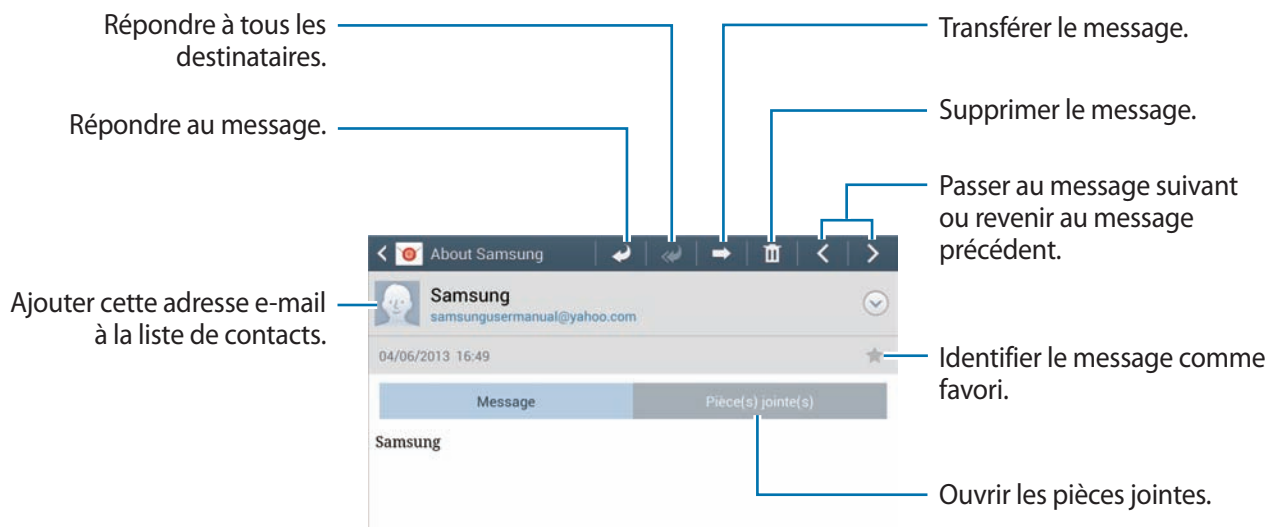 Répondre à tous les
destinataires.
Répondre au message.
Ajouter cette adresse e-mail
à la liste de contacts.
Transférer le message.
Supprimer le message.
Passer au message suivant
ou revenir au message
précédent.
Identifier le message comme
favori.
Ouvrir les pièces jointes.
About Samsung
Samsung
samsungusermanual@yahoo.com
04/06/2013 16:49
Message
Pièce(s) jointe(s)
Samsung